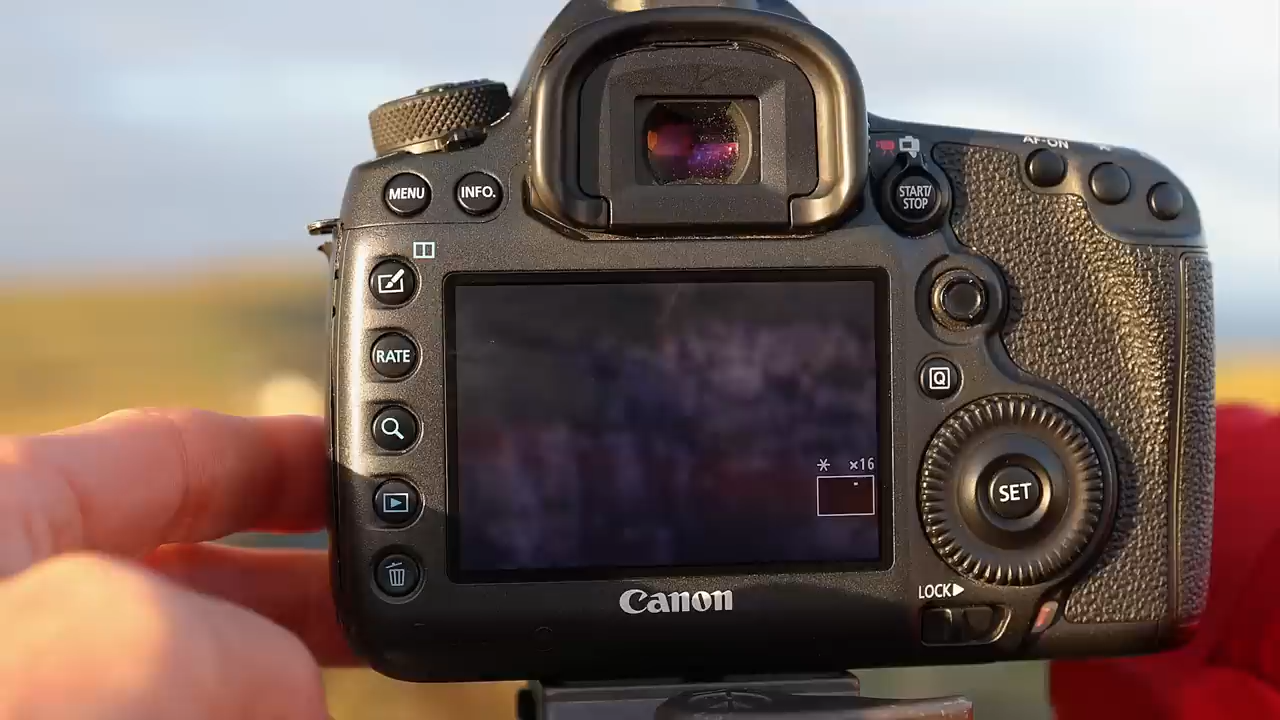 AF-ON
MENU
INFO.
START/
STOP
RATE
Q
×16
SET
Canon
LOCK